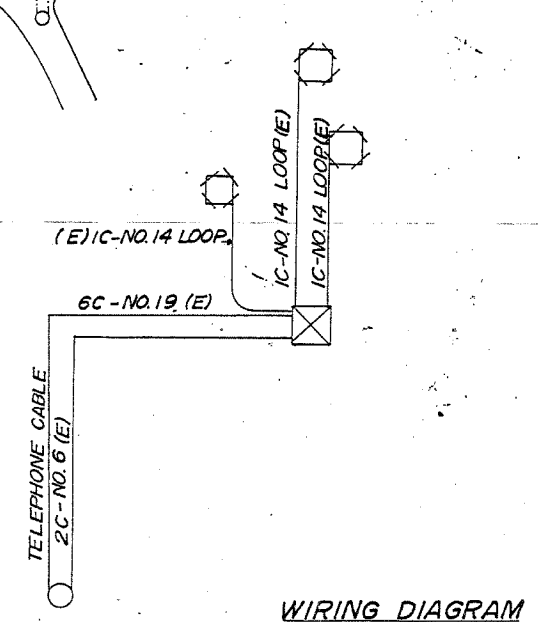 1C-NO. 14 LOOP (E)
1C-NO. 14 LOOP (E)
(E) 1C-NO. 14 LOOP
6C-NO. 19 (E)
TELEPHONE CABLE
2C-NO. 6 (E)
WIRING DIAGRAM